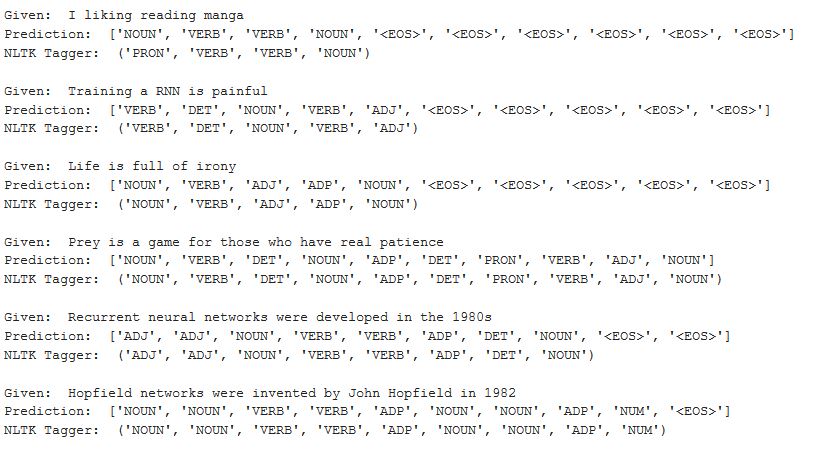 Given:  I liking reading manga
Prediction:  ['NOUN', 'VERB', 'VERB', 'NOUN', '<EOS>', '<EOS>', '<EOS>', '<EOS>', '<EOS>', '<EOS>']
NLTK Tagger:  ('PRON', 'VERB', 'VERB', 'NOUN')
Given:  Training a RNN is painful
Prediction:  ['VERB', 'DET', 'NOUN', 'VERB', 'ADJ', '<EOS>', '<EOS>', '<EOS>', '<EOS>', '<EOS>']
NLTK Tagger:  ('VERB', 'DET', 'NOUN', 'VERB', 'ADJ')
Given:  Life is full of irony
Prediction:  ['NOUN', 'VERB', 'ADJ', 'ADP', 'NOUN', '<EOS>', '<EOS>', '<EOS>', '<EOS>', '<EOS>']
NLTK Tagger:  ('NOUN', 'VERB', 'ADJ', 'ADP', 'NOUN')
Given:  Prey is a game for those who have real patience
Prediction:  ['NOUN', 'VERB', 'DET', 'NOUN', 'ADP', 'DET', 'PRON', 'VERB', 'ADJ', 'NOUN']
NLTK Tagger:  ('NOUN', 'VERB', 'DET', 'NOUN', 'ADP', 'DET', 'PRON', 'VERB', 'ADJ', 'NOUN')
Given:  Recurrent neural networks were developed in the 1980s
Prediction:  ['ADJ', 'ADJ', 'NOUN', 'VERB', 'VERB', 'ADP', 'DET', 'NOUN', '<EOS>', '<EOS>']
NLTK Tagger:  ('ADJ', 'ADJ', 'NOUN', 'VERB', 'VERB', 'ADP', 'DET', 'NOUN')
Given:  Hopfield networks were invented by John Hopfield in 1982
Prediction:  ['NOUN', 'NOUN', 'VERB', 'VERB', 'ADP', 'NOUN', 'NOUN', 'ADP', 'NUM', '<EOS>']
NLTK Tagger:  ('NOUN', 'NOUN', 'VERB', 'VERB', 'ADP', 'NOUN', 'NOUN', 'ADP', 'NUM')